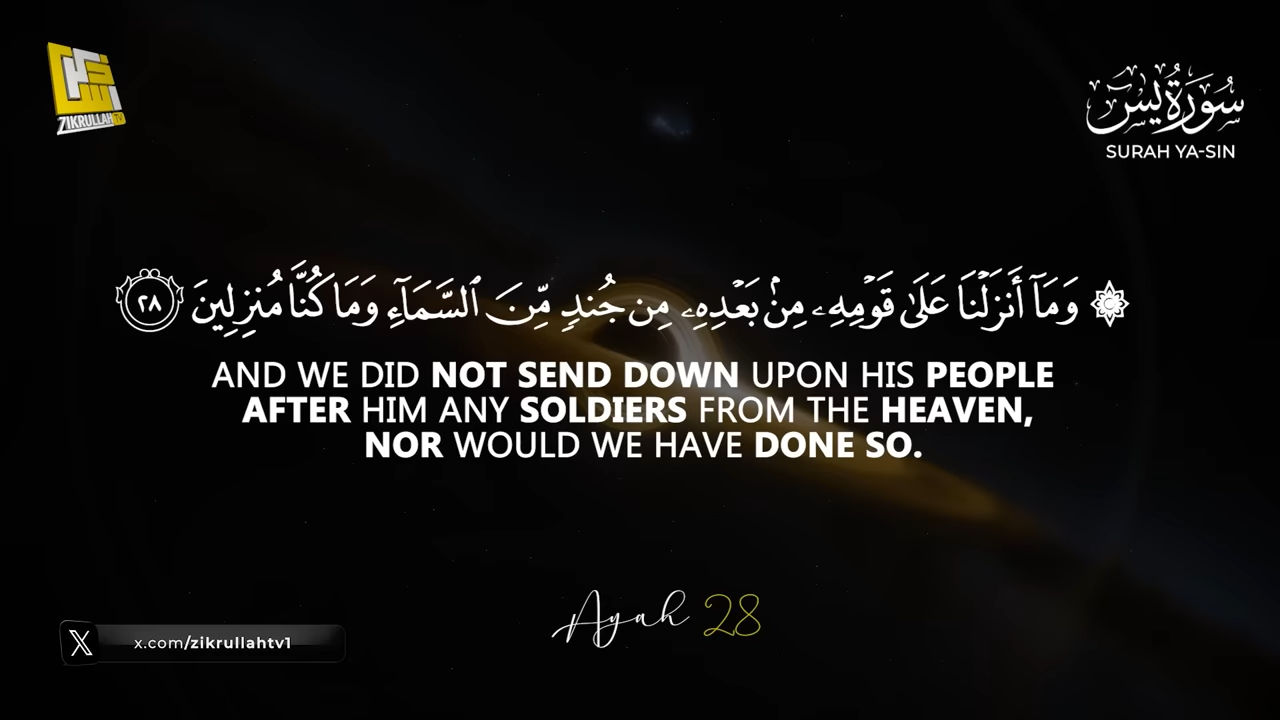 ZIKRULLAH TV
سُورَةُ يسٓ
SURAH YA-SIN
۞ وَمَآ أَنزَلْنَا عَلَىٰ قَوْمِهِۦ مِنۢ بَعْدِهِۦ مِن جُندٍ مِّنَ ٱلسَّمَآءِ وَمَا كُنَّا مُنزِلِينَ ٢٨
AND WE DID NOT SEND DOWN UPON HIS PEOPLE
AFTER HIM ANY SOLDIERS FROM THE HEAVEN,
NOR WOULD WE HAVE DONE SO.
Ayah 28
X x.com/zikrullahtv1